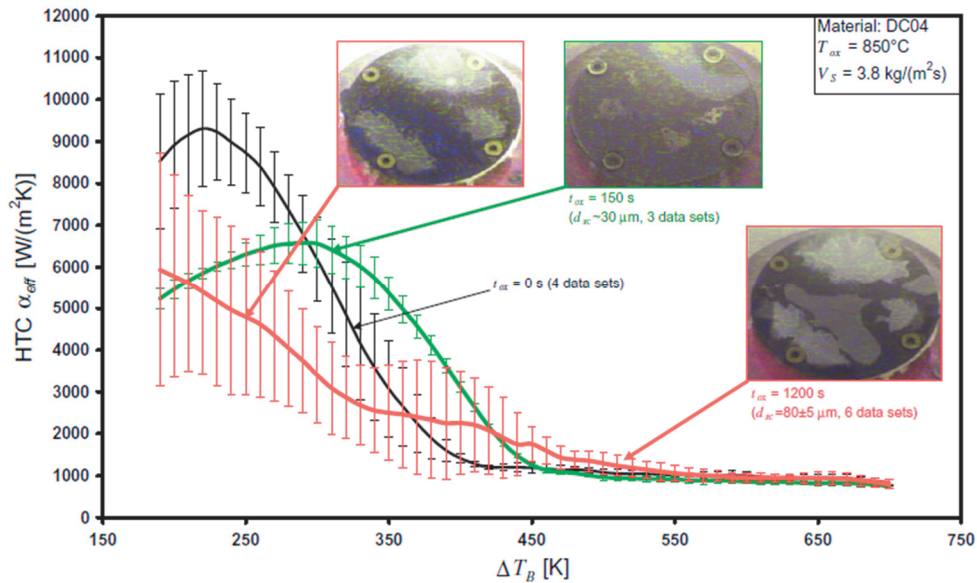 12000
11000
10000
9000
8000
7000
6000
5000
4000
3000
2000
1000
0
HTC α_eff [W/(m²K)]
150
250
350
450
550
650
750
Δ T_B [K]
Material: DC04
T_ox = 850°C
V_S = 3.8 kg/(m²s)
t_ox = 150 s
(d_sc~30 µm, 3 data sets)
t_ox = 0 s (4 data sets)
t_ox = 1200 s
(d_sc=80±5 µm, 6 data sets)